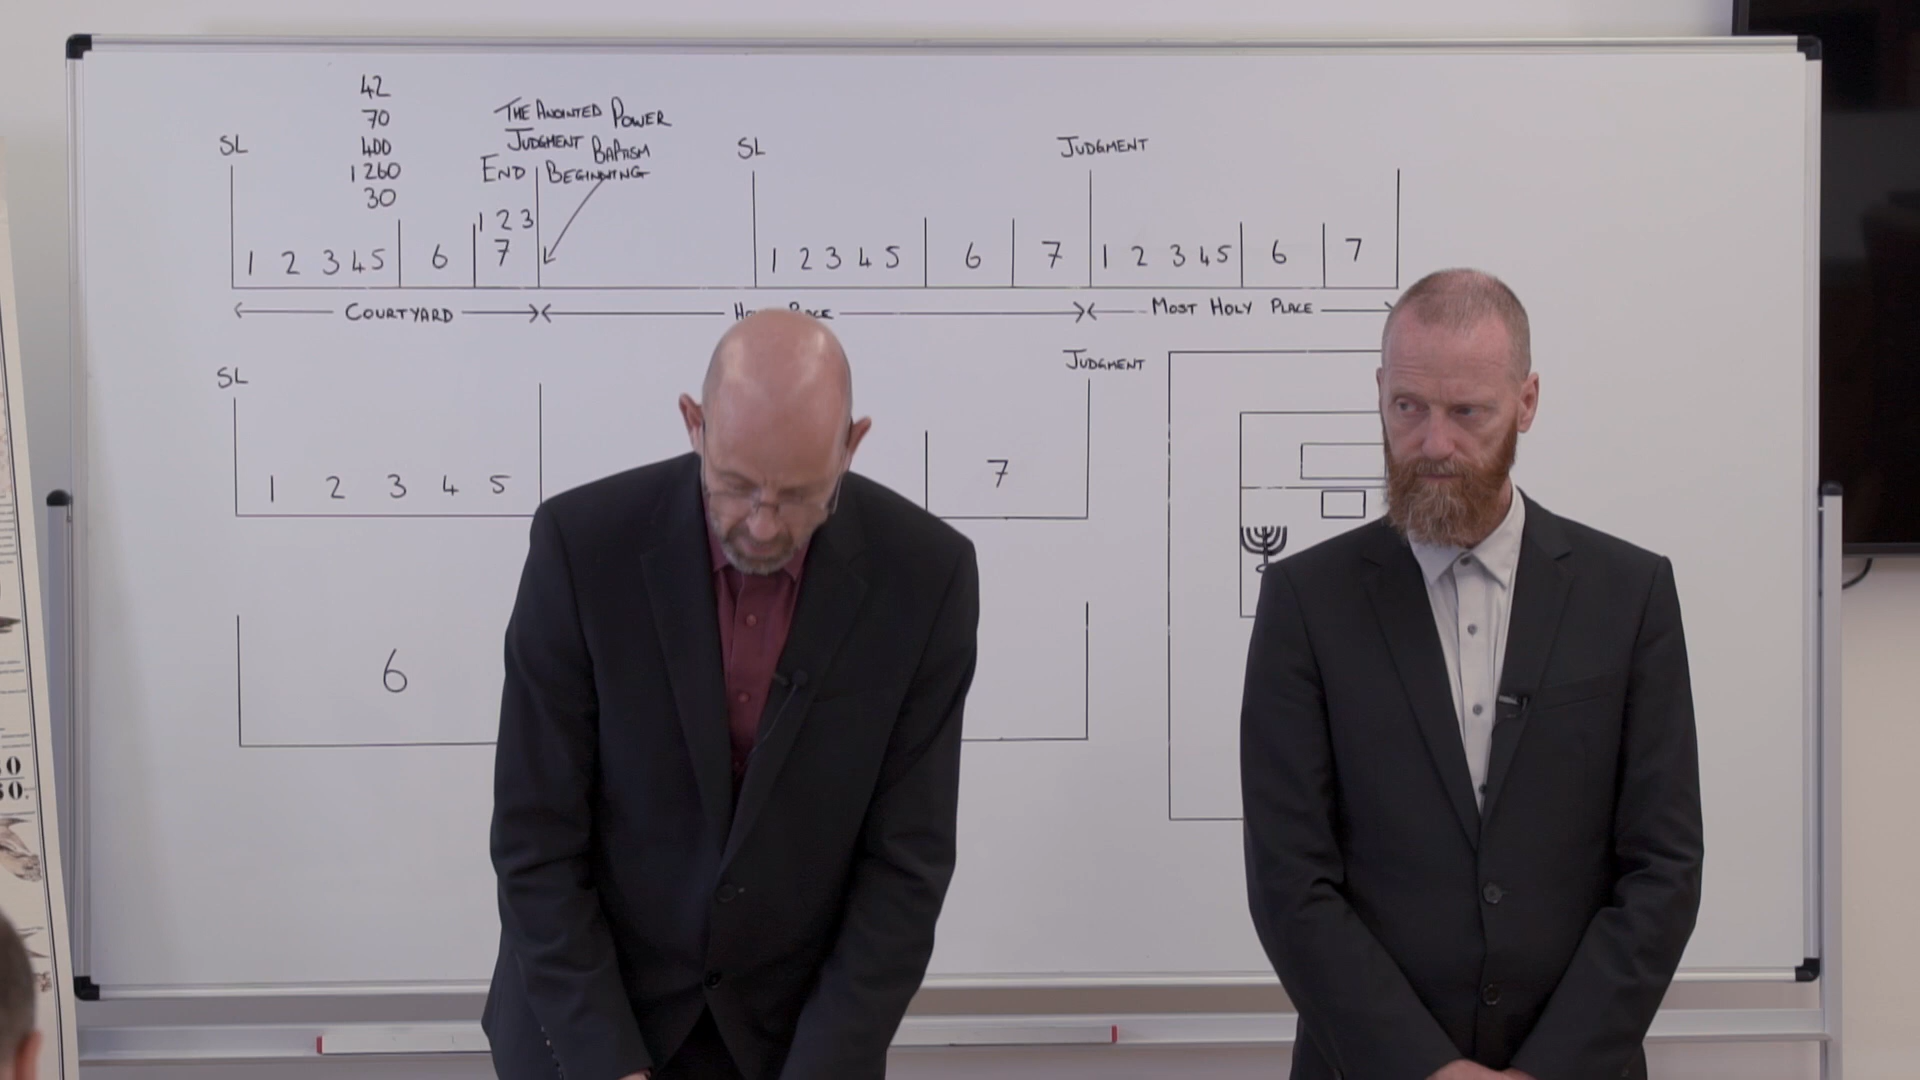 42
70
400
1260
30
THE ANOINTED POWER
JUDGMENT BAPTISM
END BEGINNING
SL
SL
JUDGMENT
1 2 3
1 2 3 4 5 6 7
1 2 3 4 5 6 7
1 2 3 4 5 6 7
COURTYARD
MOST HOLY PLACE
SL
JUDGMENT
1 2 3 4 5
7
6